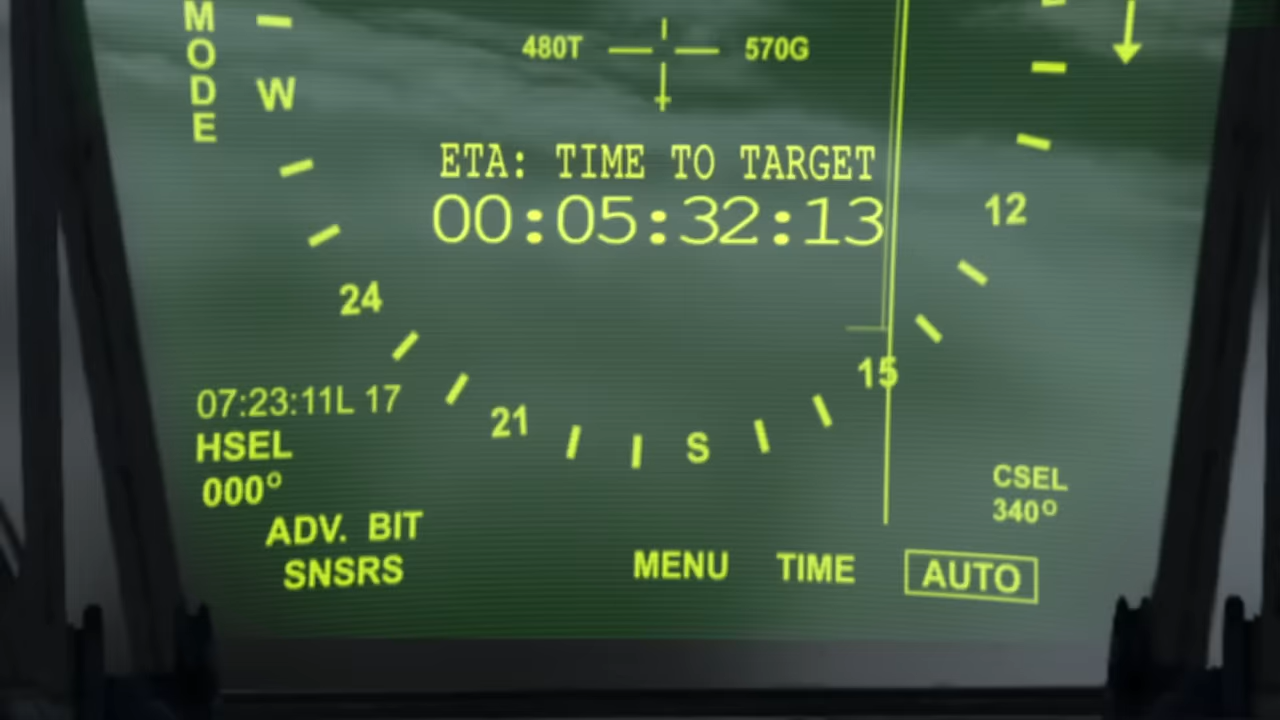 MODE
W
480T
570G
ETA: TIME TO TARGET
00:05:32:13
12
24
15
07:23:11L 17
21
S
HSEL
000°
CSEL
340°
ADV. BIT
SNSRS
MENU
TIME
AUTO